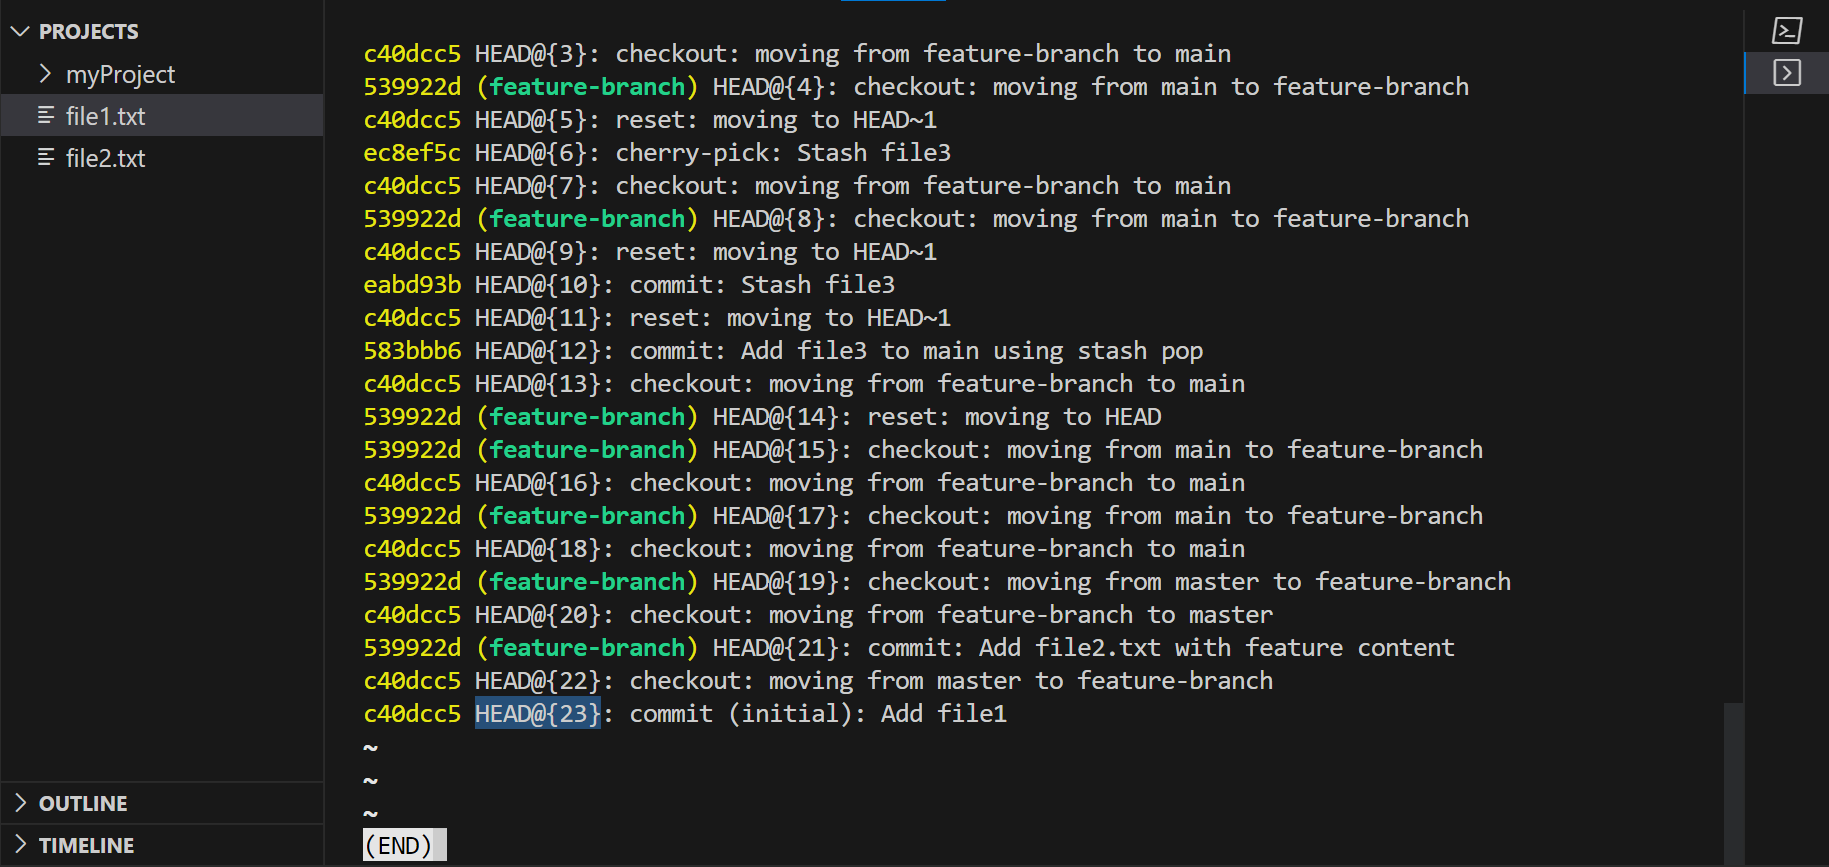 PROJECTS
myProject
file1.txt
file2.txt
OUTLINE
TIMELINE
c40dcc5 HEAD@{3}: checkout: moving from feature-branch to main
539922d (feature-branch) HEAD@{4}: checkout: moving from main to feature-branch
c40dcc5 HEAD@{5}: reset: moving to HEAD~1
ec8ef5c HEAD@{6}: cherry-pick: Stash file3
c40dcc5 HEAD@{7}: checkout: moving from feature-branch to main
539922d (feature-branch) HEAD@{8}: checkout: moving from main to feature-branch
c40dcc5 HEAD@{9}: reset: moving to HEAD~1
eabd93b HEAD@{10}: commit: Stash file3
c40dcc5 HEAD@{11}: reset: moving to HEAD~1
583bbb6 HEAD@{12}: commit: Add file3 to main using stash pop
c40dcc5 HEAD@{13}: checkout: moving from feature-branch to main
539922d (feature-branch) HEAD@{14}: reset: moving to HEAD
539922d (feature-branch) HEAD@{15}: checkout: moving from main to feature-branch
c40dcc5 HEAD@{16}: checkout: moving from feature-branch to main
539922d (feature-branch) HEAD@{17}: checkout: moving from main to feature-branch
c40dcc5 HEAD@{18}: checkout: moving from feature-branch to main
539922d (feature-branch) HEAD@{19}: checkout: moving from master to feature-branch
c40dcc5 HEAD@{20}: checkout: moving from feature-branch to master
539922d (feature-branch) HEAD@{21}: commit: Add file2.txt with feature content
c40dcc5 HEAD@{22}: checkout: moving from master to feature-branch
c40dcc5 HEAD@{23}: commit (initial): Add file1
~
~
~
(END)